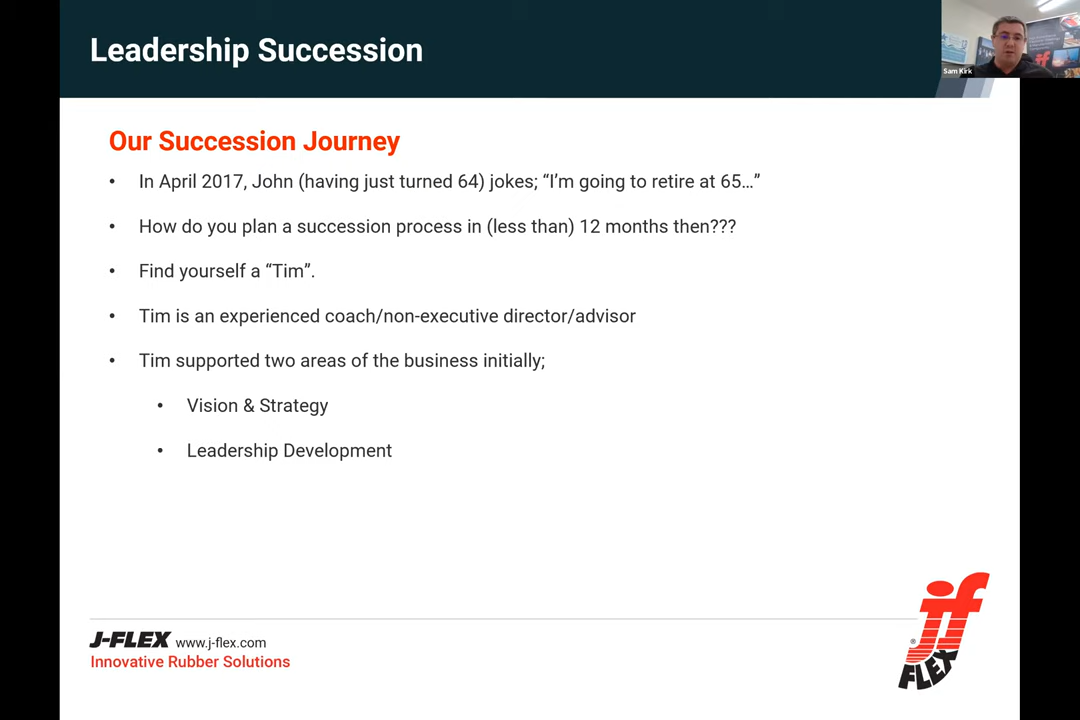 Leadership Succession
Sam Kirk
Our Succession Journey
• In April 2017, John (having just turned 64) jokes; “I’m going to retire at 65…”
• How do you plan a succession process in (less than) 12 months then???
• Find yourself a “Tim”.
• Tim is an experienced coach/non-executive director/advisor
• Tim supported two areas of the business initially;
• Vision & Strategy
• Leadership Development
J-FLEX www.j-flex.com
Innovative Rubber Solutions
jf
®
FLEX